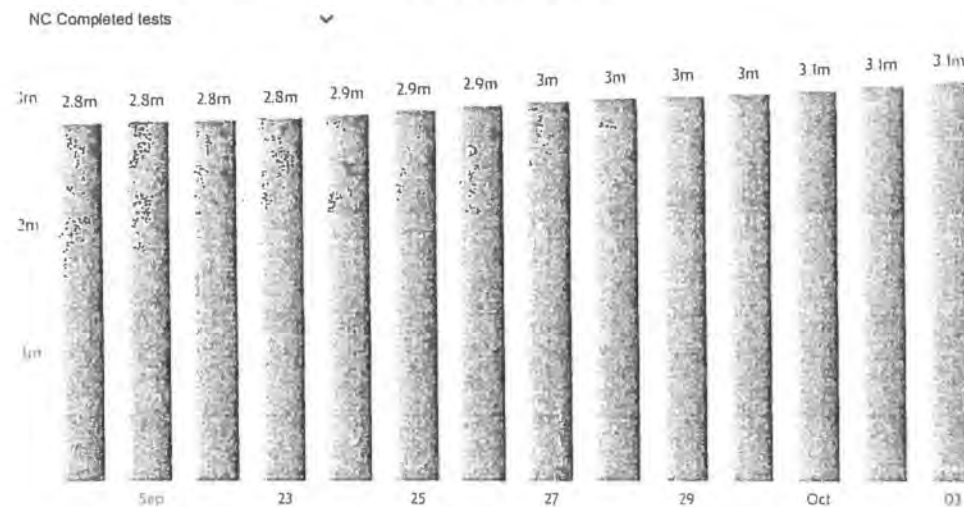 NC Completed tests
2.8m 2.8m 2.8m 2.8m 2.9m 2.9m 2.9m 3m 3m 3m 3m 3.1m 3.1m 3.1m
3m
2m
1m
Sep 23 25 27 29 Oct 03